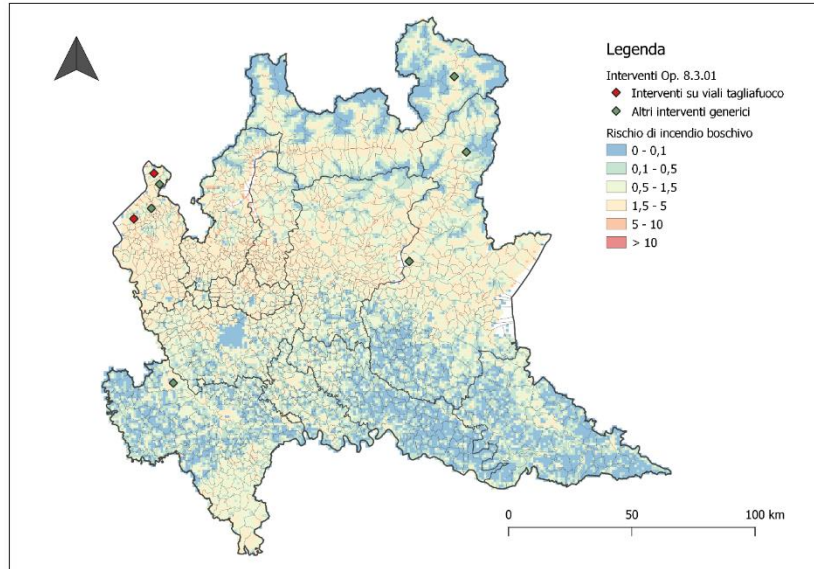 Legenda
Interventi Op. 8.3.01
Interventi su viali tagliafuoco
Altri interventi generici
Rischio di incendio boschivo
0 - 0,1
0,1 - 0,5
0,5 - 1,5
1,5 - 5
5 - 10
> 10
0 50 100 km